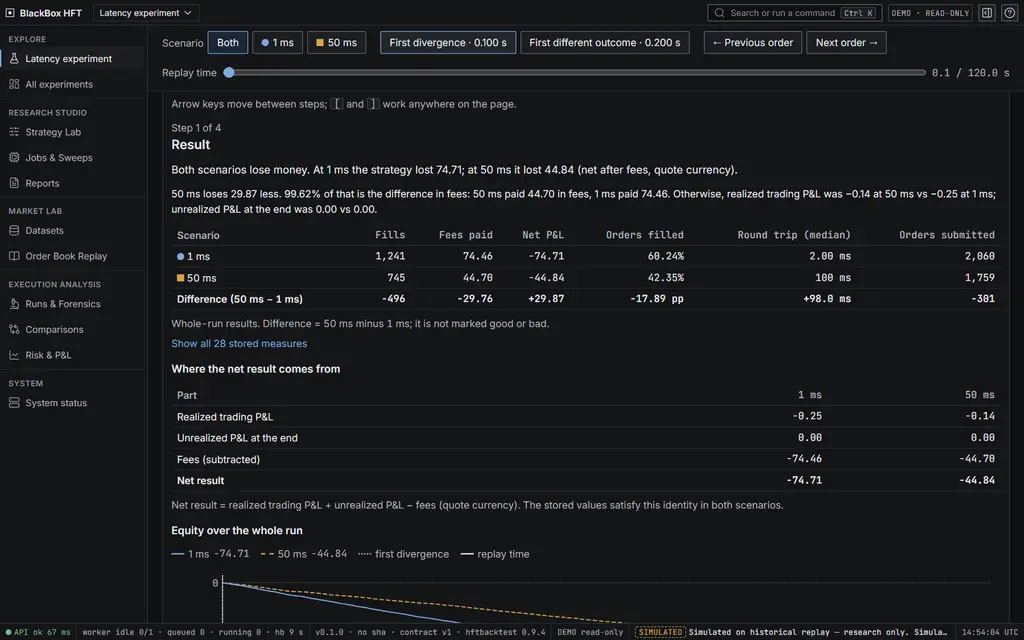 BlackBox HFT
Latency experiment
Search or run a command Ctrl K
DEMO · READ-ONLY
EXPLORE
Latency experiment
All experiments
RESEARCH STUDIO
Strategy Lab
Jobs & Sweeps
Reports
MARKET LAB
Datasets
Order Book Replay
EXECUTION ANALYSIS
Runs & Forensics
Comparisons
Risk & P&L
SYSTEM
System status
Scenario Both 1 ms 50 ms First divergence · 0.100 s First different outcome · 0.200 s ← Previous order Next order →
Replay time 0.1 / 120.0 s
Arrow keys move between steps; [ and ] work anywhere on the page.
Step 1 of 4
Result
Both scenarios lose money. At 1 ms the strategy lost 74.71; at 50 ms it lost 44.84 (net after fees, quote currency).
50 ms loses 29.87 less. 99.62% of that is the difference in fees: 50 ms paid 44.70 in fees, 1 ms paid 74.46. Otherwise, realized trading P&L was −0.14 at 50 ms vs −0.25 at 1 ms;
unrealized P&L at the end was 0.00 vs 0.00.
Scenario Fills Fees paid Net P&L Orders filled Round trip (median) Orders submitted
1 ms 1,241 74.46 -74.71 60.24% 2.00 ms 2,060
50 ms 745 44.70 -44.84 42.35% 100 ms 1,759
Difference (50 ms − 1 ms) -496 -29.76 +29.87 -17.89 pp +98.0 ms -301
Whole-run results. Difference = 50 ms minus 1 ms; it is not marked good or bad.
Show all 28 stored measures
Where the net result comes from
Part 1 ms 50 ms
Realized trading P&L -0.25 -0.14
Unrealized P&L at the end 0.00 0.00
Fees (subtracted) -74.46 -44.70
Net result -74.71 -44.84
Net result = realized trading P&L + unrealized P&L − fees (quote currency). The stored values satisfy this identity in both scenarios.
Equity over the whole run
1 ms -74.71 50 ms -44.84 first divergence replay time
0
API ok 67 ms worker idle 0/1 · queued 0 · running 0 · hb 9 s v0.1.0 · no sha · contract v1 · hftbacktest 0.9.4 DEMO read-only SIMULATED Simulated on historical replay — research only. Simula… 14:54:04 UTC